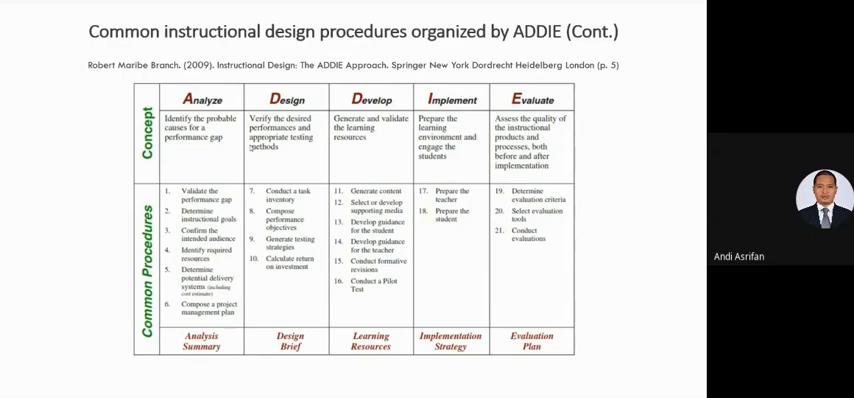 Common instructional design procedures organized by ADDIE (Cont.)
Robert Maribe Branch. (2009). Instructional Design: The ADDIE Approach. Springer New York Dordrecht Heidelberg London (p. 5)
Concept
Analyze
Identify the probable
causes for a
performance gap
Design
Verify the desired
performances and
appropriate testing
methods
Develop
Generate and validate
the learning
resources
Implement
Prepare the
learning
environment and
engage the
students
Evaluate
Assess the quality of
the instructional
products and
processes, both
before and after
implementation
Common Procedures
1. Validate the
performance gap
2. Determine
instructional goals
3. Confirm the
intended audience
4. Identify required
resources
5. Determine
potential delivery
systems (including
cost estimate)
6. Compose a project
management plan
7. Conduct a task
inventory
8. Compose
performance
objectives
9. Generate testing
strategies
10. Calculate return
on investment
11. Generate content
12. Select or develop
supporting media
13. Develop guidance
for the student
14. Develop guidance
for the teacher
15. Conduct formative
revisions
16. Conduct a Pilot
Test
17. Prepare the
teacher
18. Prepare the
student
19. Determine
evaluation criteria
20. Select evaluation
tools
21. Conduct
evaluations
Analysis
Summary
Design
Brief
Learning
Resources
Implementation
Strategy
Evaluation
Plan
Andi Asrifan